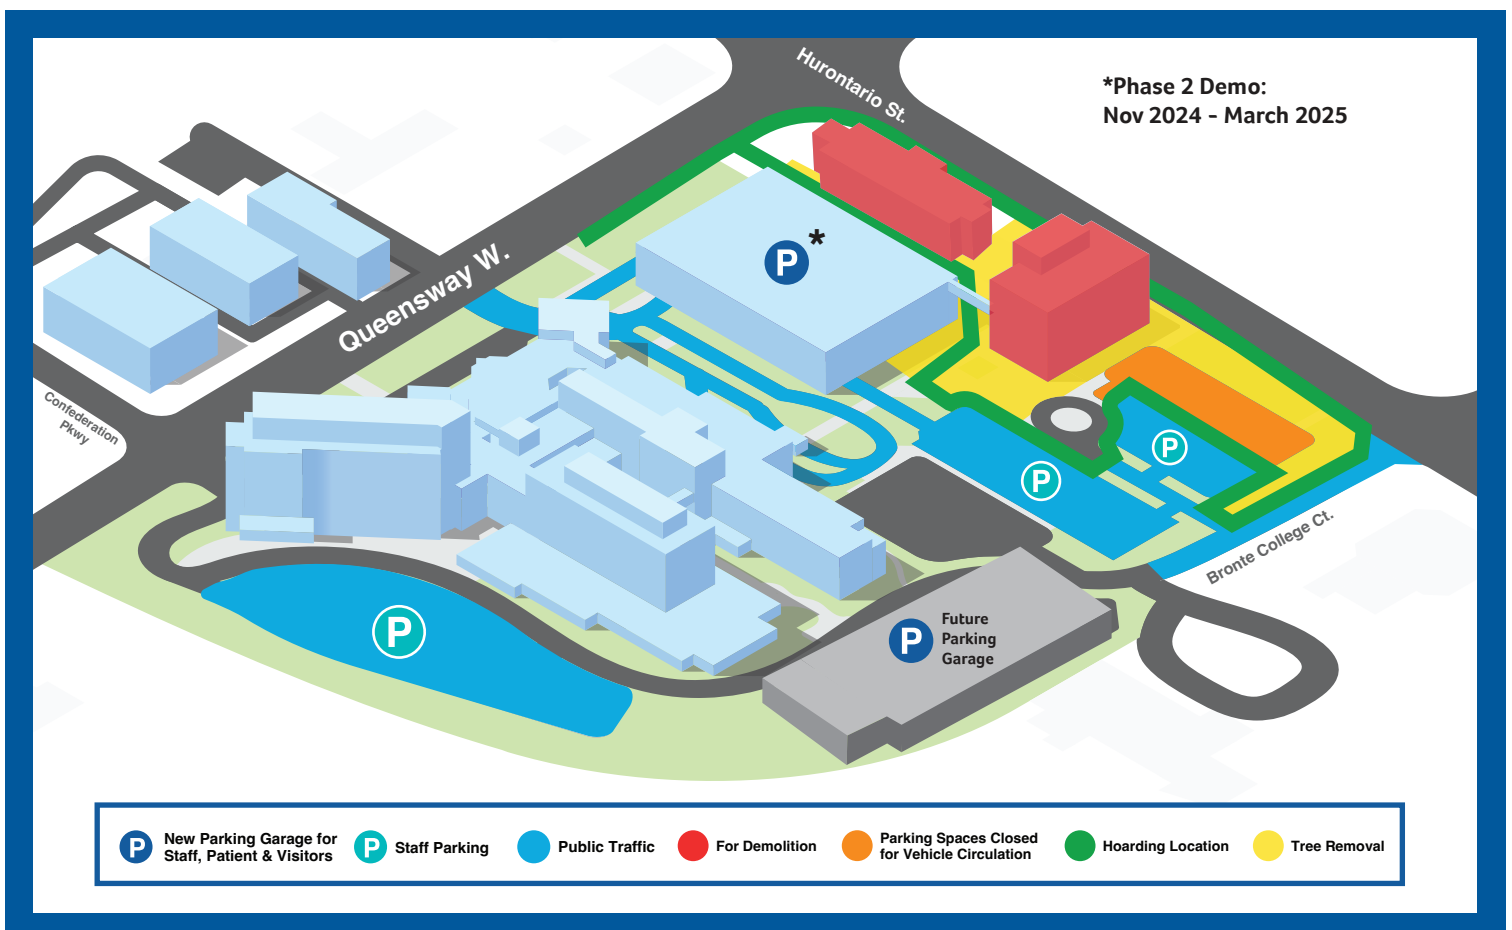 Hurontario St.
*Phase 2 Demo:
Nov 2024 - March 2025
P *
Queensway W.
Confederation
Pkwy
P
P
Bronte College Ct.
P
P
Future
Parking
Garage
P New Parking Garage for
Staff, Patient & Visitors
P Staff Parking
Public Traffic
For Demolition
Parking Spaces Closed
for Vehicle Circulation
Hoarding Location
Tree Removal